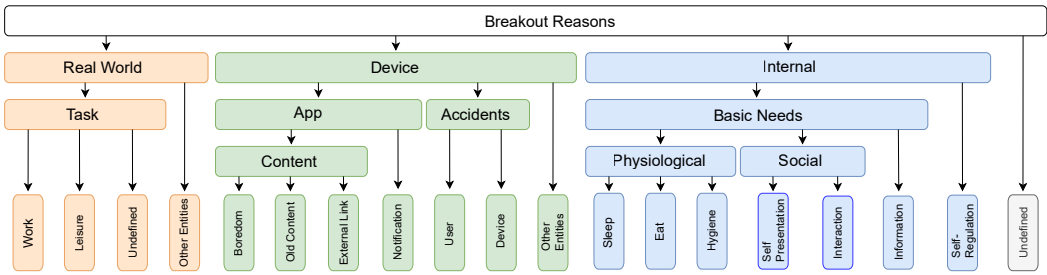 Breakout Reasons
Real World
Device
Internal
Task
App
Accidents
Basic Needs
Content
Physiological
Social
Work
Leisure
Undefined
Other Entities
Boredom
Old Content
External Link
Notification
User
Device
Other
Entities
Sleep
Eat
Hygiene
Self
Presentation
Interaction
Information
Self-
Regulation
Undefined